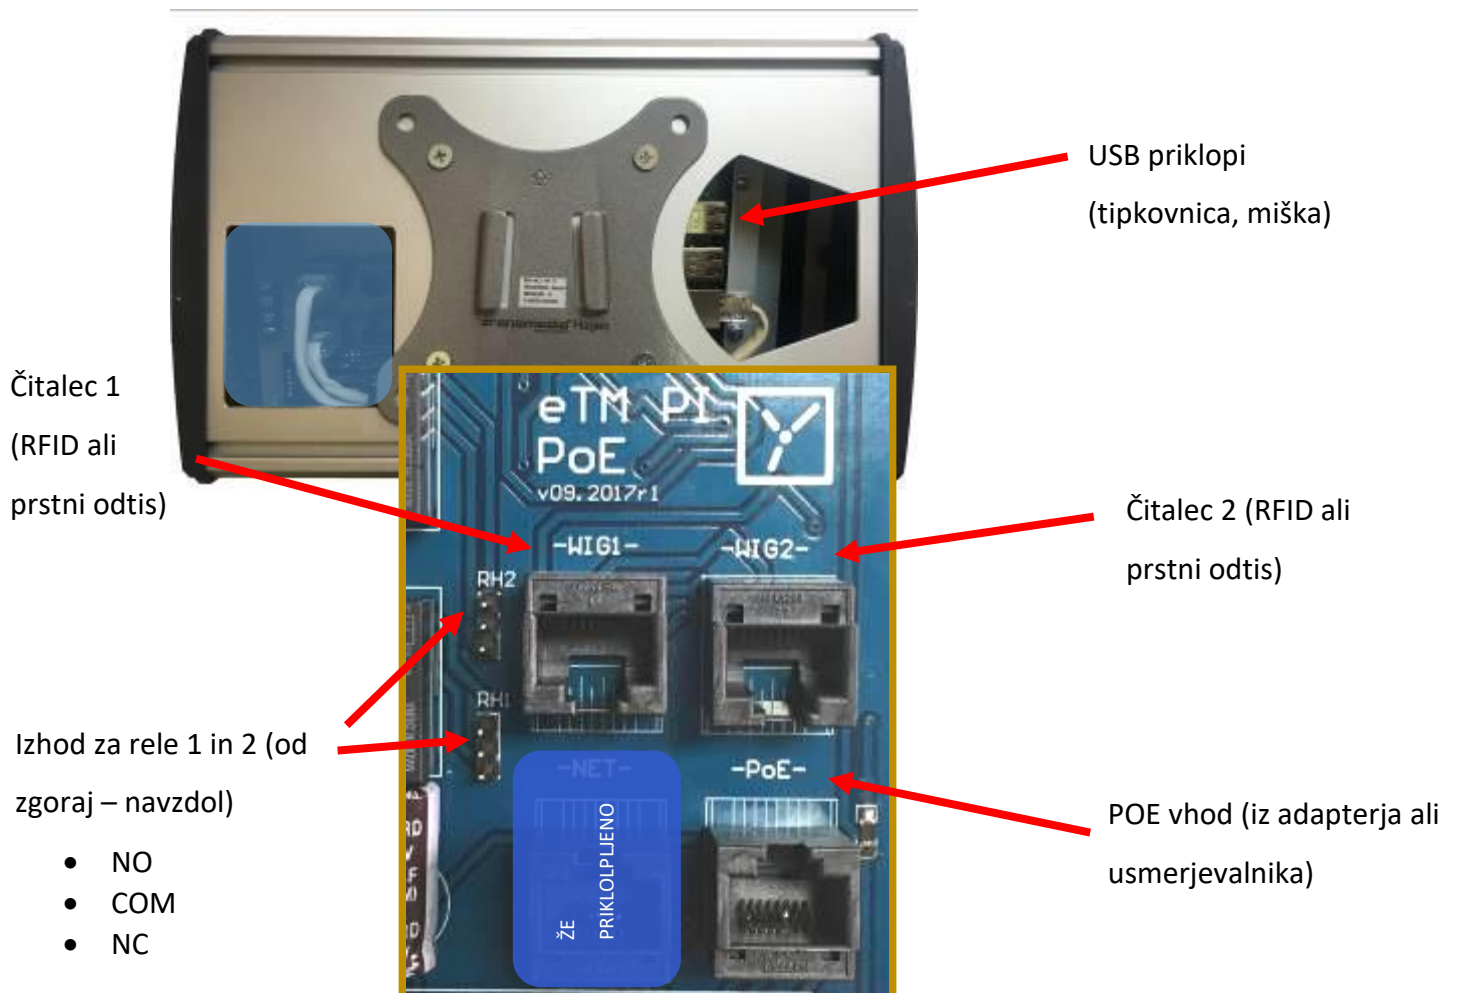 USB priklopi
(tipkovnica, miška)
Čitalec 1
(RFID ali
prstni odtis)
eTM PI
PoE
v09.2017r1
-WIG1-
-WIG2-
Čitalec 2 (RFID ali
prstni odtis)
RH2
RH1
Izhod za rele 1 in 2 (od
zgoraj – navzdol)
• NO
• COM
• NC
-NET-
-PoE-
ŽE
PRIKLOLPLJENO
POE vhod (iz adapterja ali
usmerjevalnika)